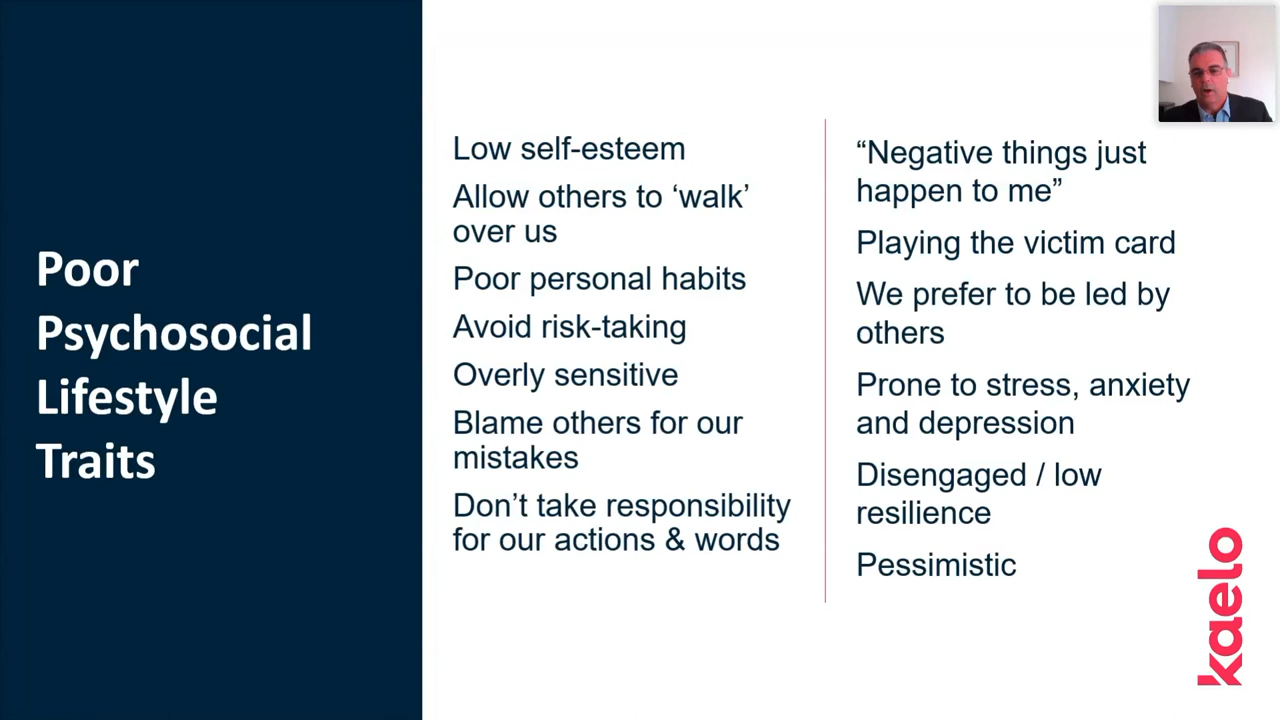 Poor
Psychosocial
Lifestyle
Traits
Low self-esteem
Allow others to ‘walk’
over us
Poor personal habits
Avoid risk-taking
Overly sensitive
Blame others for our
mistakes
Don’t take responsibility
for our actions & words
“Negative things just
happen to me”
Playing the victim card
We prefer to be led by
others
Prone to stress, anxiety
and depression
Disengaged / low
resilience
Pessimistic
kaelo